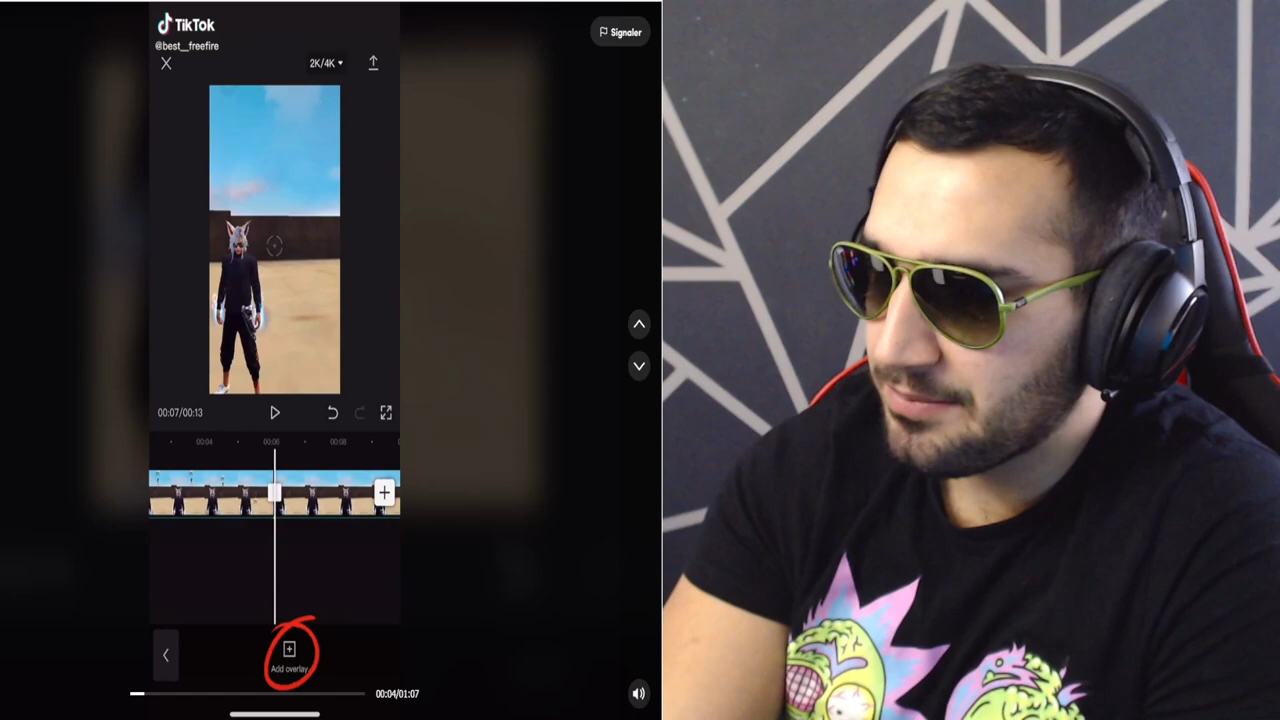 TikTok
@best__freefire
Signaler
2K/4K
00:07/00:13
00:04
00:06
00:08
Add overlay
00:04/01:07